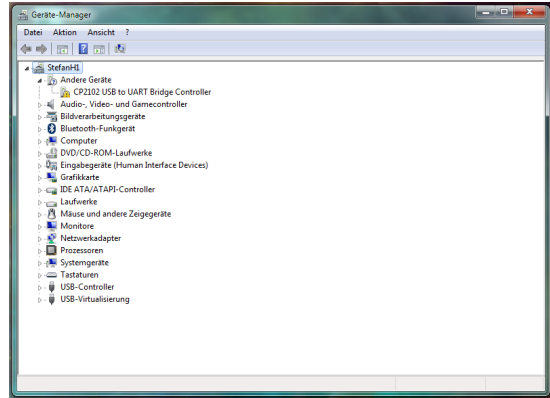 Geräte-Manager
Datei Aktion Ansicht ?
StefanH1
Andere Geräte
CP2102 USB to UART Bridge Controller
Audio-, Video- und Gamecontroller
Bildverarbeitungsgeräte
Bluetooth-Funkgerät
Computer
DVD/CD-ROM-Laufwerke
Eingabegeräte (Human Interface Devices)
Grafikkarte
IDE ATA/ATAPI-Controller
Laufwerke
Mäuse und andere Zeigegeräte
Monitore
Netzwerkadapter
Prozessoren
Systemgeräte
Tastaturen
USB-Controller
USB-Virtualisierung